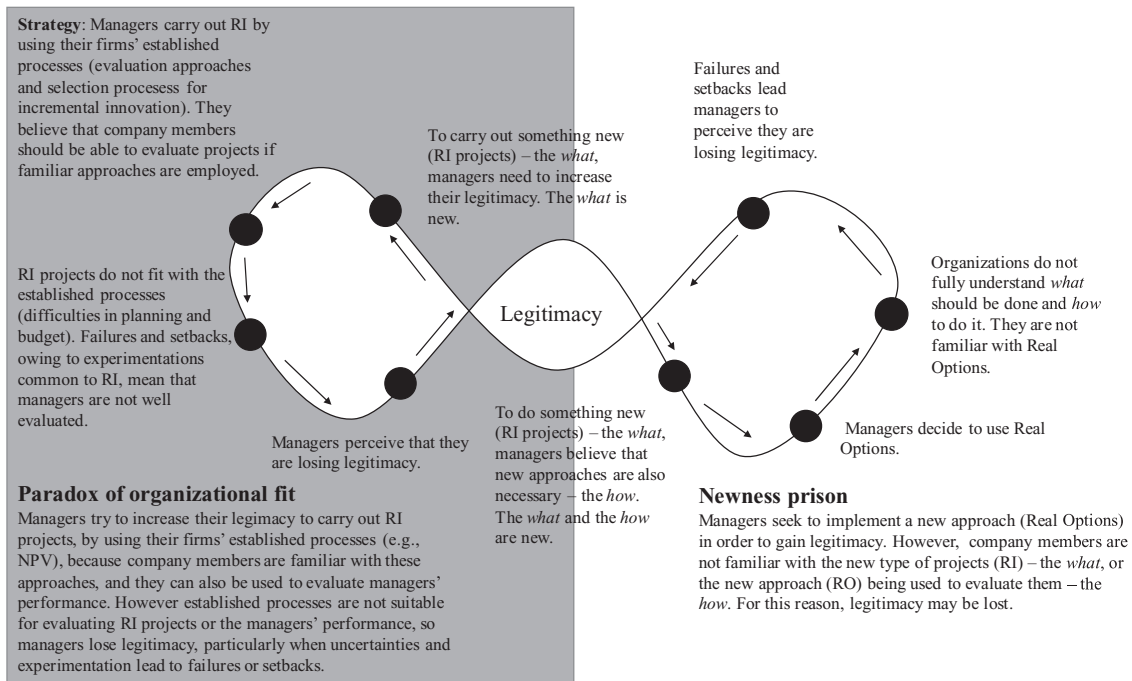 Strategy: Managers carry out RI by
using their firms' established
processes (evaluation approaches
and selection procesess for
incremental innovation). They
believe that company members
should be able to evaluate projects if
familiar approaches are employed.
To carry out something new
(RI projects) – the what,
managers need to increase
their legitimacy. The what is
new.
Failures and
setbacks lead
managers to
perceive they are
losing legitimacy.
RI projects do not fit with the
established processes
(difficulties in planning and
budget). Failures and setbacks,
owing to experimentations
common to RI, mean that
managers are not well
evaluated.
Legitimacy
Organizations do not
fully understand what
should be done and how
to do it. They are not
familiar with Real
Options.
Managers perceive that they
are losing legitimacy.
To do something new
(RI projects) – the what,
managers believe that
new approaches are also
necessary – the how.
The what and the how
are new.
Managers decide to use Real
Options.
Paradox of organizational fit
Managers try to increase their legimacy to carry out RI
projects, by using their firms' established processes (e.g.,
NPV), because company members are familiar with these
approaches, and they can also be used to evaluate managers'
performance. However established processes are not suitable
for evaluating RI projects or the managers' performance, so
managers lose legitimacy, particularly when uncertainties and
experimentation lead to failures or setbacks.
Newness prison
Managers seek to implement a new approach (Real Options)
in order to gain legitimacy. However, company members are
not familiar with the new type of projects (RI) – the what, or
the new approach (RO) being used to evaluate them – the
how. For this reason, legitimacy may be lost.